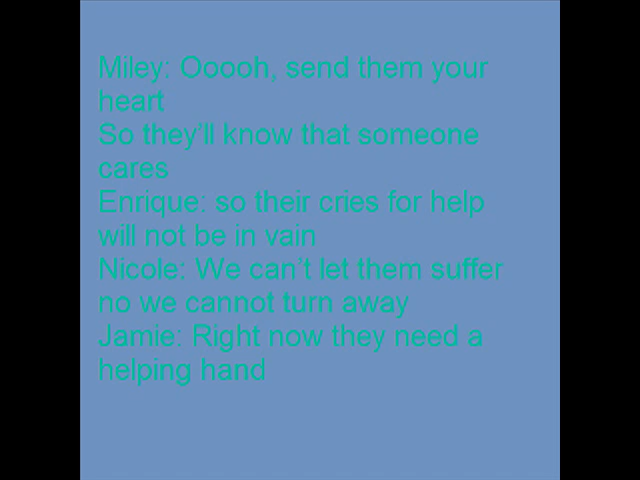 Miley: Ooooh, send them your
heart
So they’ll know that someone
cares
Enrique: so their cries for help
will not be in vain
Nicole: We can’t let them suffer
no we cannot turn away
Jamie: Right now they need a
helping hand